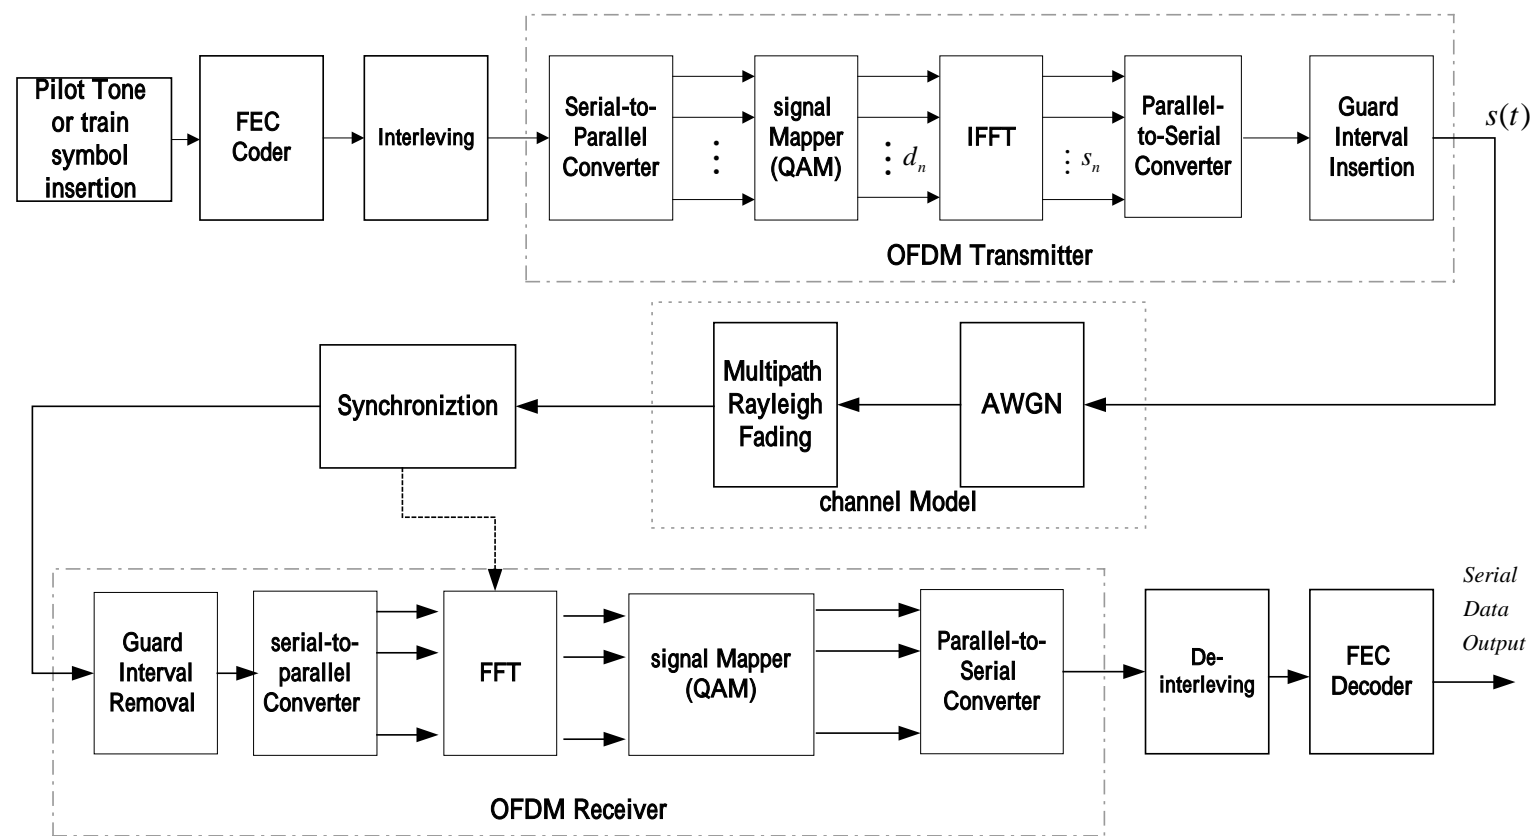 Pilot Tone
or train
symbol
insertion
FEC
Coder
Interleving
Serial-to-
Parallel
Converter
signal
Mapper
(QAM)
d_n
IFFT
s_n
Parallel-
to-Serial
Converter
Guard
Interval
Insertion
s(t)
OFDM Transmitter
Synchroniztion
Multipath
Rayleigh
Fading
AWGN
channel Model
Guard
Interval
Removal
serial-to-
parallel
Converter
FFT
signal Mapper
(QAM)
Parallel-to-
Serial
Converter
De-
interleving
FEC
Decoder
Serial
Data
Output
OFDM Receiver